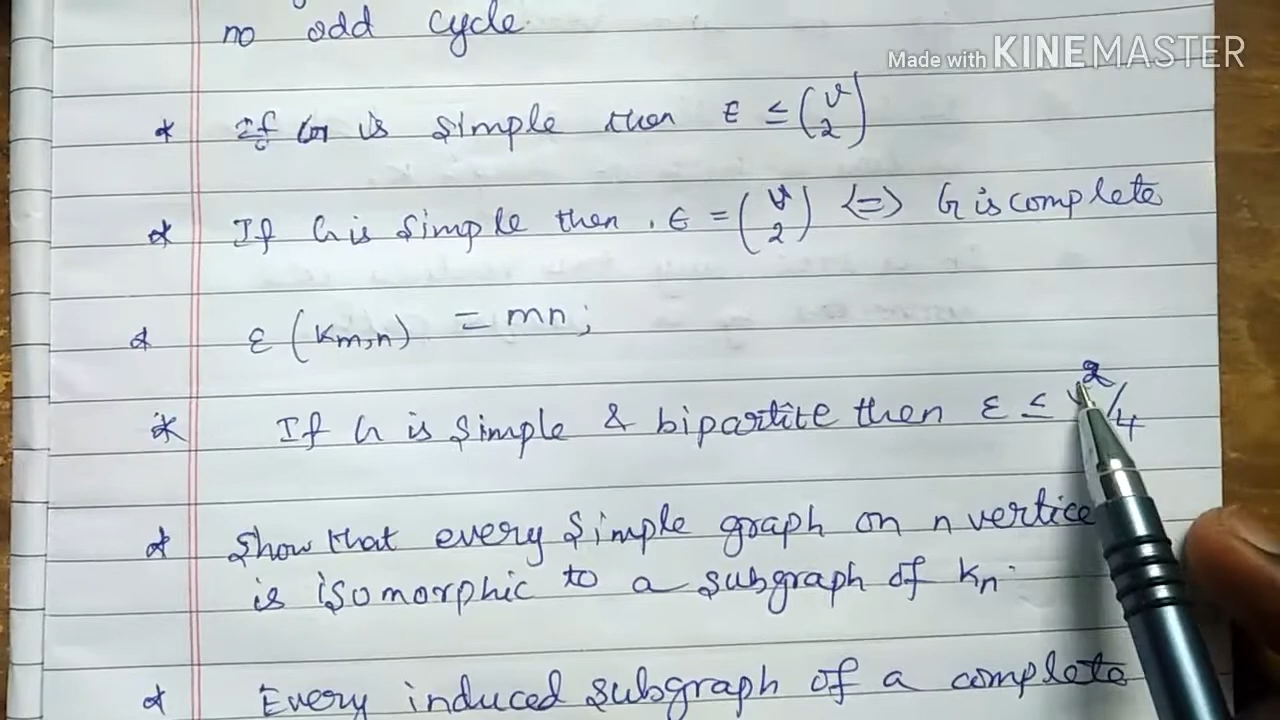 no odd cycle.
Made with KINEMASTER
* If G is simple then ε ≤ (ν 2)
* If G is simple then . ε = (ν 2) <=> G is complete
* ε (Km,n) = mn;
* If G is simple & bipartite then ε ≤ ν²/4
* Show that every simple graph on n vertice
is isomorphic to a subgraph of Kn.
* Every induced subgraph of a complete